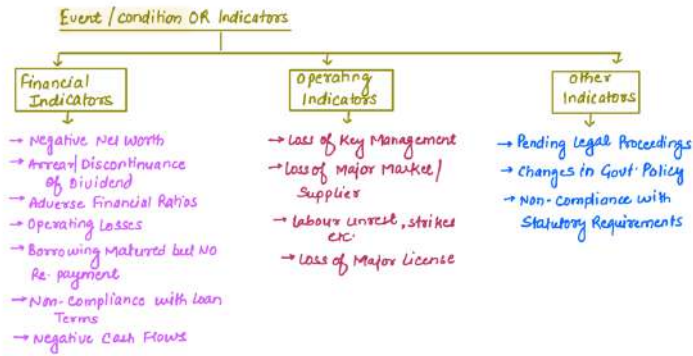 Event / condition OR Indicators
Financial
Indicators
→ Negative Net Worth
→ Arrear/Discontinuance
of Dividend
→ Adverse Financial Ratios
→ Operating Losses
→ Borrowing Matured but NO
Re-payment
→ Non-compliance with Loan
Terms
→ Negative Cash Flows
Operating
Indicators
→ Loss of Key Management
→ Loss of Major Market /
Supplier
→ Labour unrest, strikes
etc.
→ Loss of Major License
Other
Indicators
→ Pending Legal Proceedings
→ Changes in Govt. Policy
→ Non-compliance with
Statutory Requirements